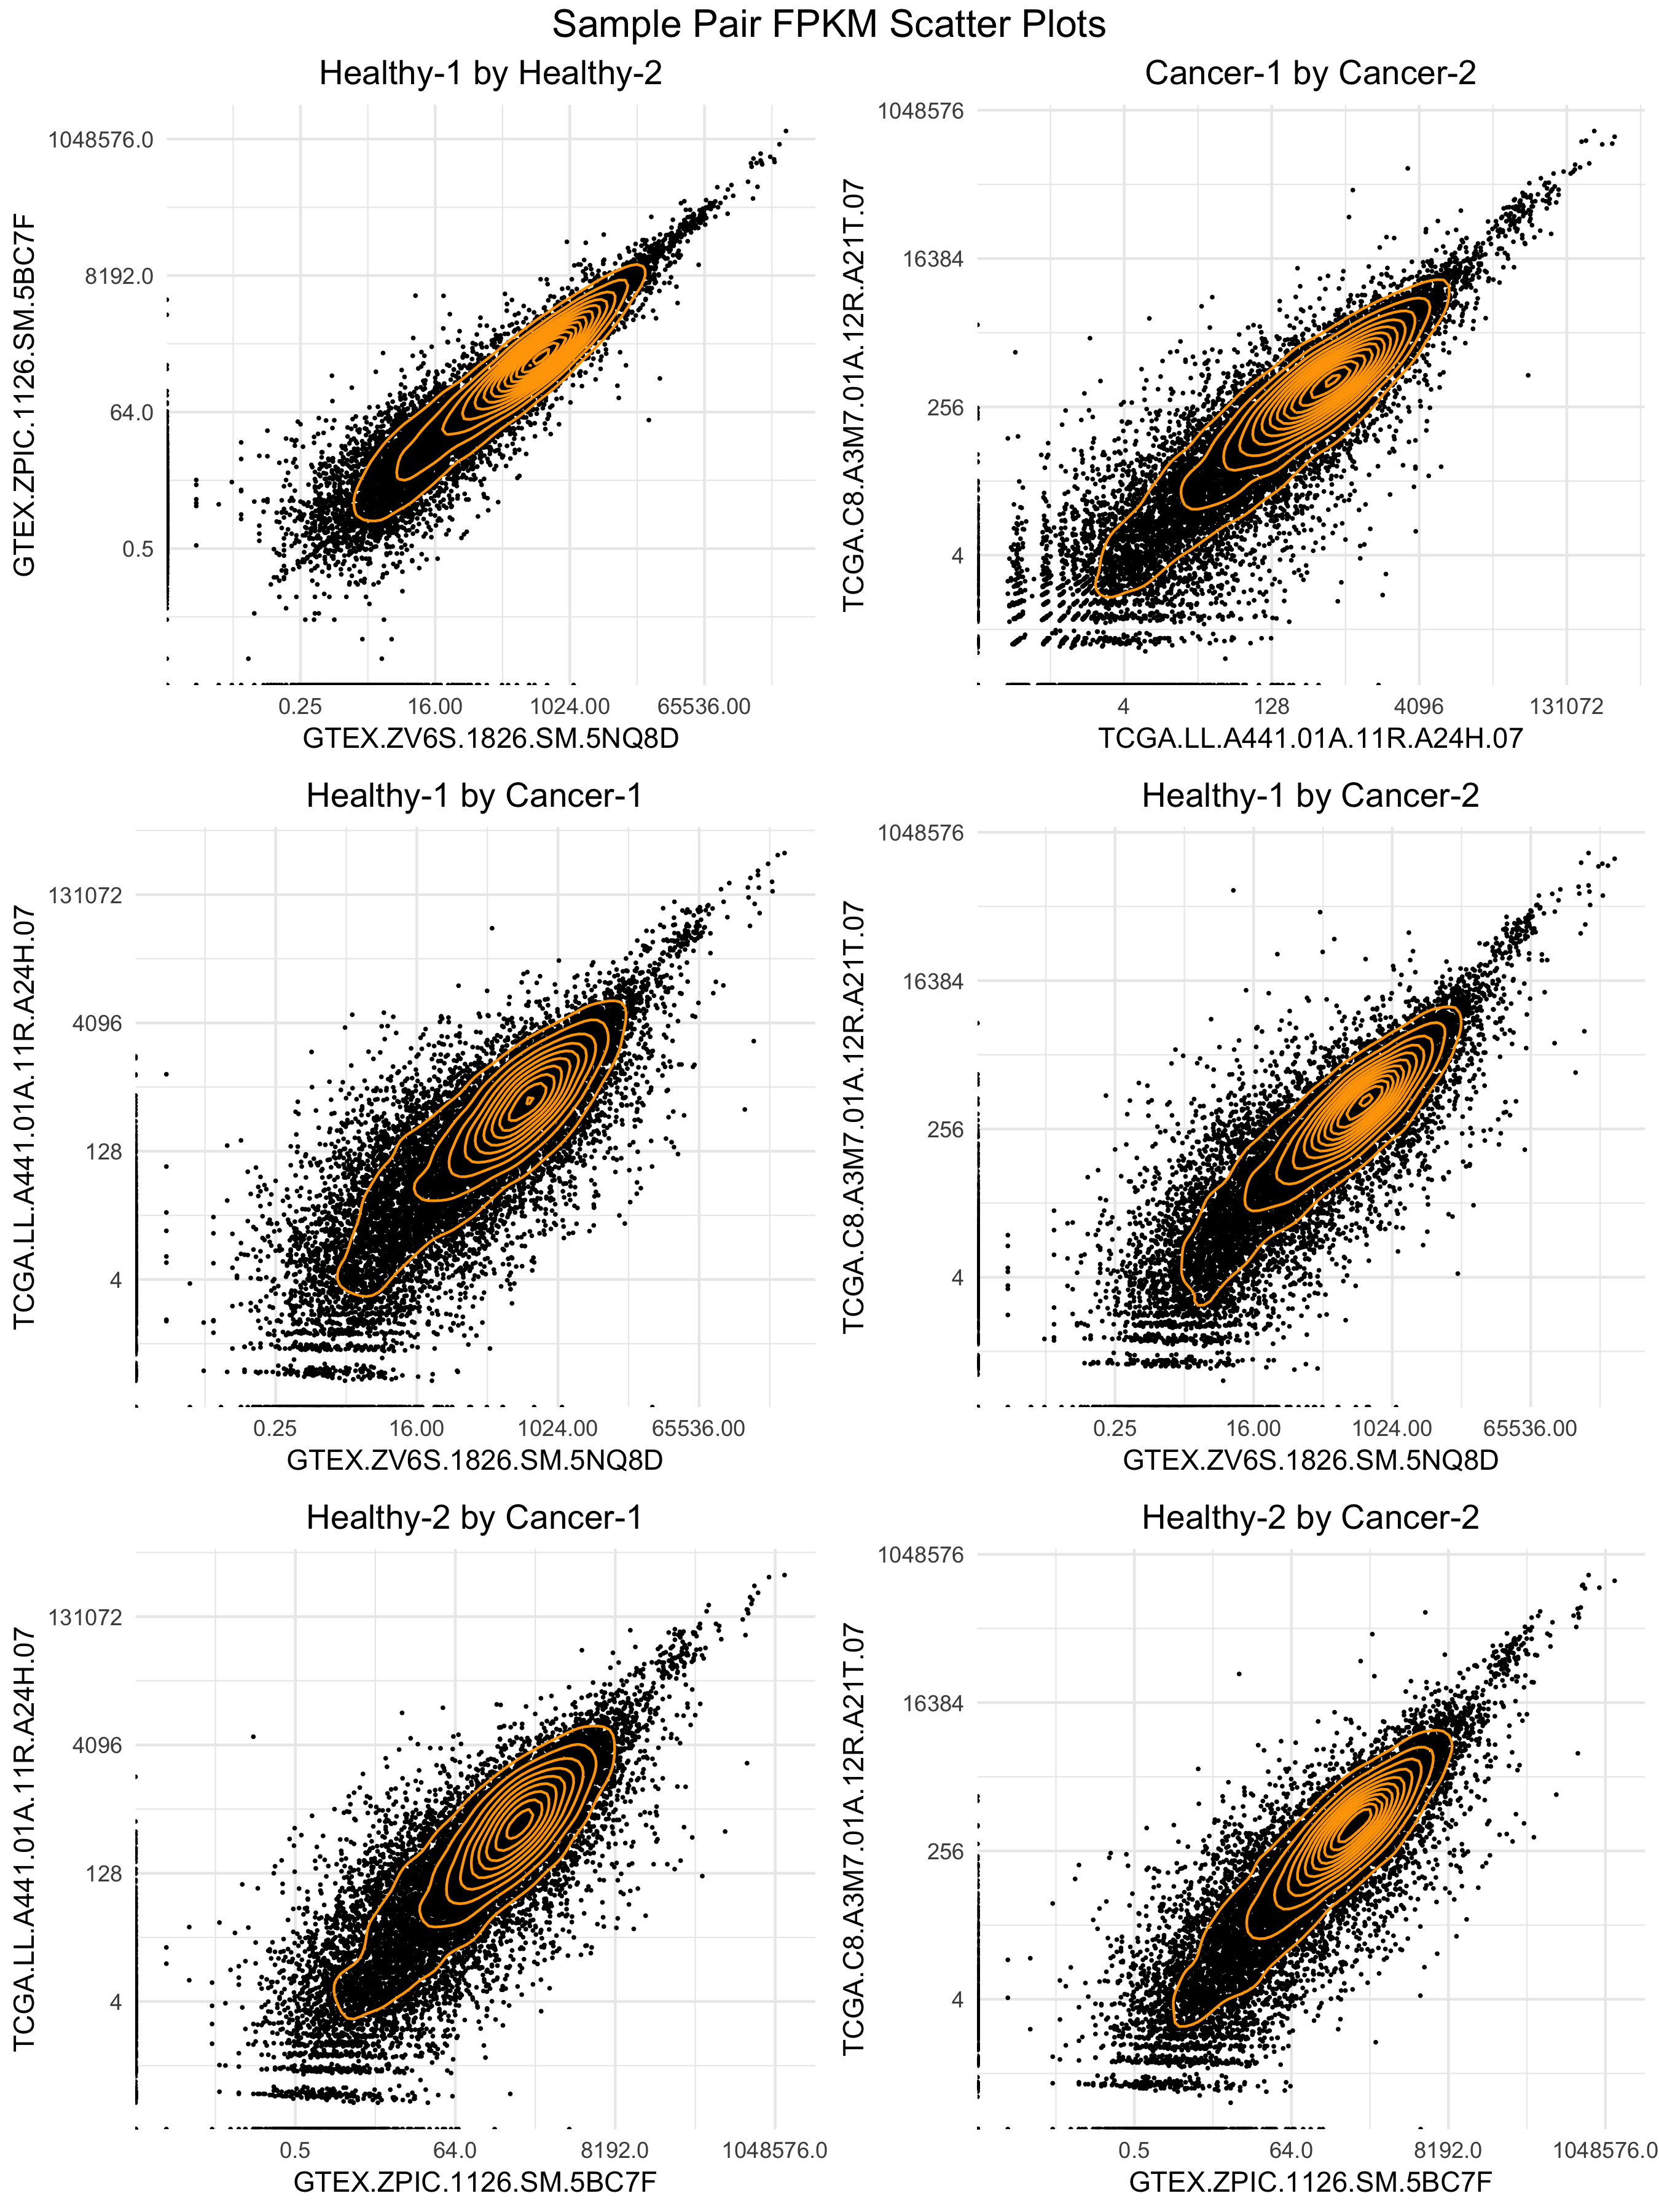 Sample Pair FPKM Scatter Plots
Healthy-1 by Healthy-2
GTEX.ZPIC.1126.SM.5BC7F
1048576.0
8192.0
64.0
0.5
0.25 16.00 1024.00 65536.00
GTEX.ZV6S.1826.SM.5NQ8D
Cancer-1 by Cancer-2
TCGA.C8.A3M7.01A.12R.A21T.07
1048576
16384
256
4
4 128 4096 131072
TCGA.LL.A441.01A.11R.A24H.07
Healthy-1 by Cancer-1
TCGA.LL.A441.01A.11R.A24H.07
131072
4096
128
4
0.25 16.00 1024.00 65536.00
GTEX.ZV6S.1826.SM.5NQ8D
Healthy-1 by Cancer-2
TCGA.C8.A3M7.01A.12R.A21T.07
1048576
16384
256
4
0.25 16.00 1024.00 65536.00
GTEX.ZV6S.1826.SM.5NQ8D
Healthy-2 by Cancer-1
TCGA.LL.A441.01A.11R.A24H.07
131072
4096
128
4
0.5 64.0 8192.0 1048576.0
GTEX.ZPIC.1126.SM.5BC7F
Healthy-2 by Cancer-2
TCGA.C8.A3M7.01A.12R.A21T.07
1048576
16384
256
4
0.5 64.0 8192.0 1048576.0
GTEX.ZPIC.1126.SM.5BC7F